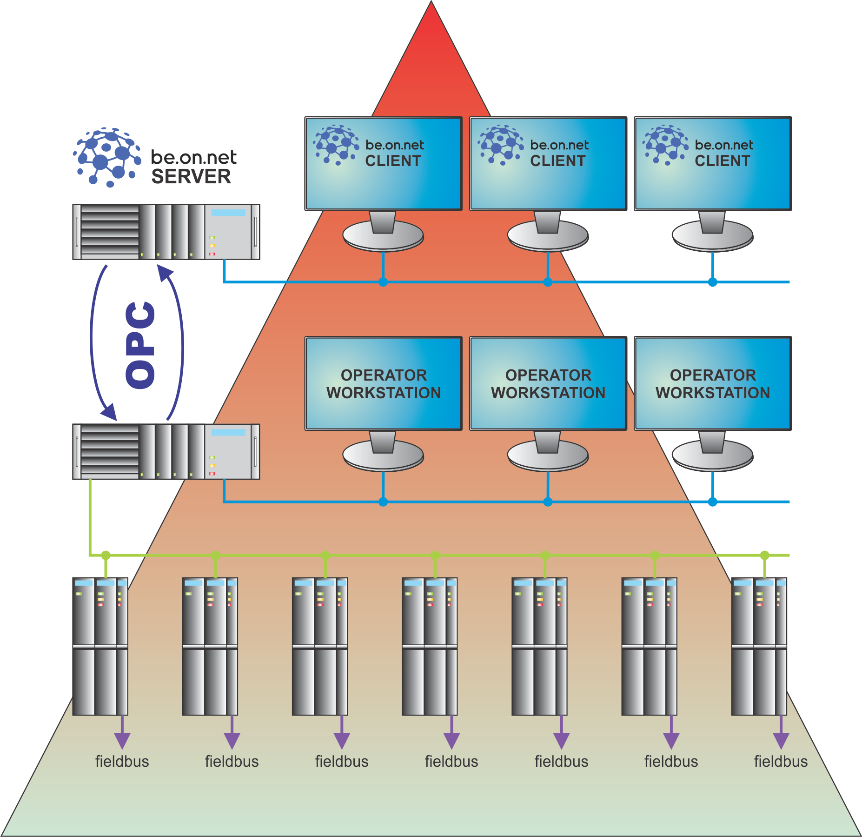 be.on.net
SERVER
be.on.net
CLIENT
be.on.net
CLIENT
be.on.net
CLIENT
OPC
OPERATOR
WORKSTATION
OPERATOR
WORKSTATION
OPERATOR
WORKSTATION
fieldbus
fieldbus
fieldbus
fieldbus
fieldbus
fieldbus
fieldbus